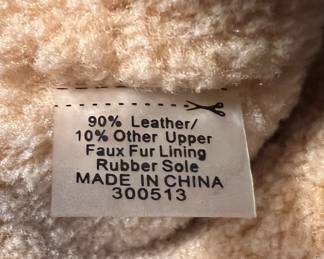 90% Leather/
10% Other Upper
Faux Fur Lining
Rubber Sole
MADE IN CHINA
300513